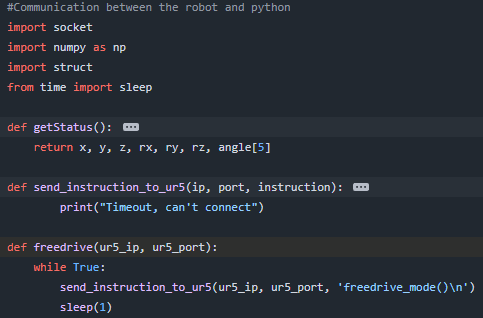 #Communication between the robot and python
import socket
import numpy as np
import struct
from time import sleep
def getStatus(): ...
return x, y, z, rx, ry, rz, angle[5]
def send_instruction_to_ur5(ip, port, instruction): ...
print("Timeout, can't connect")
def freedrive(ur5_ip, ur5_port):
while True:
send_instruction_to_ur5(ur5_ip, ur5_port, 'freedrive_mode()\n')
sleep(1)